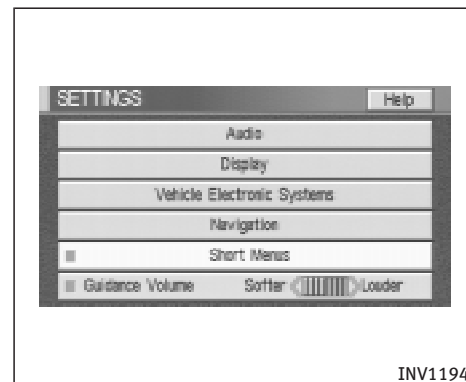 SETTINGS Help
Audio
Display
Vehicle Electronic Systems
Navigation
Short Menus
Guidance Volume Softer Louder
INV1194